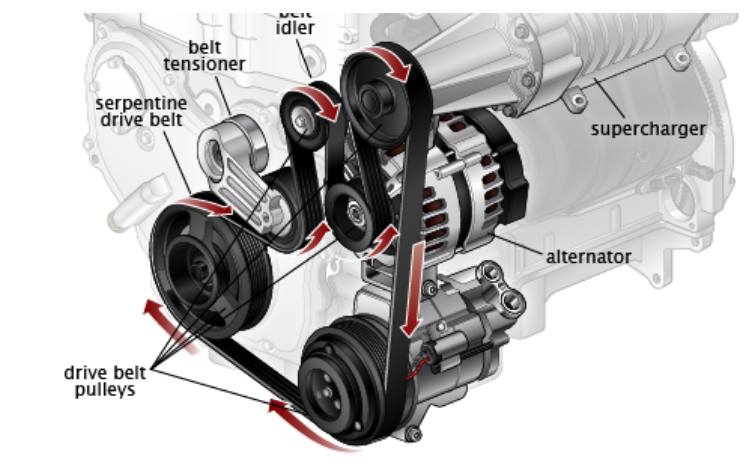 belt
idler
belt
tensioner
serpentine
drive belt
supercharger
alternator
drive belt
pulleys